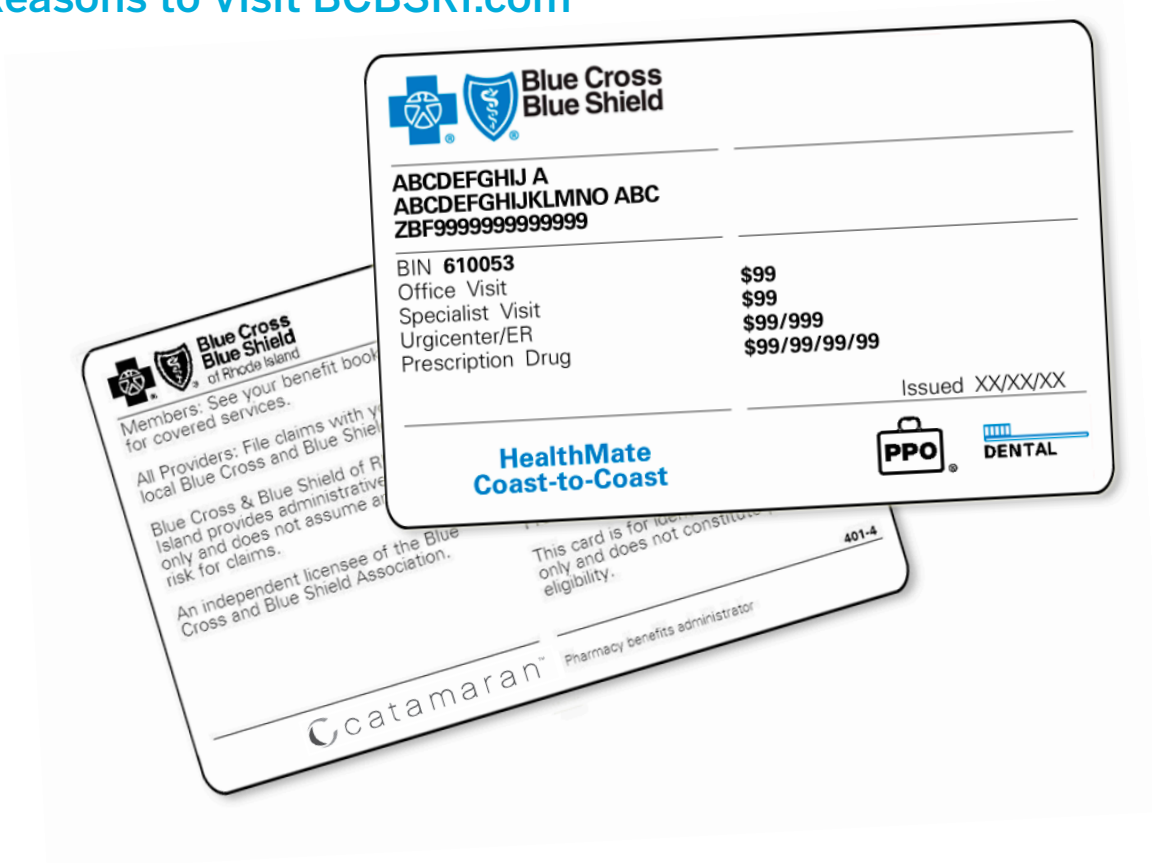 Reasons to Visit BCBSRI.com
Blue Cross
Blue Shield
ABCDEFGHIJ A
ABCDEFGHIJKLMNO ABC
ZBF9999999999999
BIN 610053
Office Visit $99
Specialist Visit $99
Urgicenter/ER $99/999
Prescription Drug $99/99/99/99
Issued XX/XX/XX
HealthMate
Coast-to-Coast
PPO
DENTAL
Blue Cross
Blue Shield
of Rhode Island
Members: See your benefit
for covered services.
All Providers: File claims with
local Blue Cross and Blue
Blue Cross & Blue Shield of
Island provides administrative
only and does not assume
risk for claims.
An independent licensee of the Blue
Cross and Blue Shield Association.
This card is for
only and does not constitute
eligibility.
401-4
catamaran™
Pharmacy benefits administrator